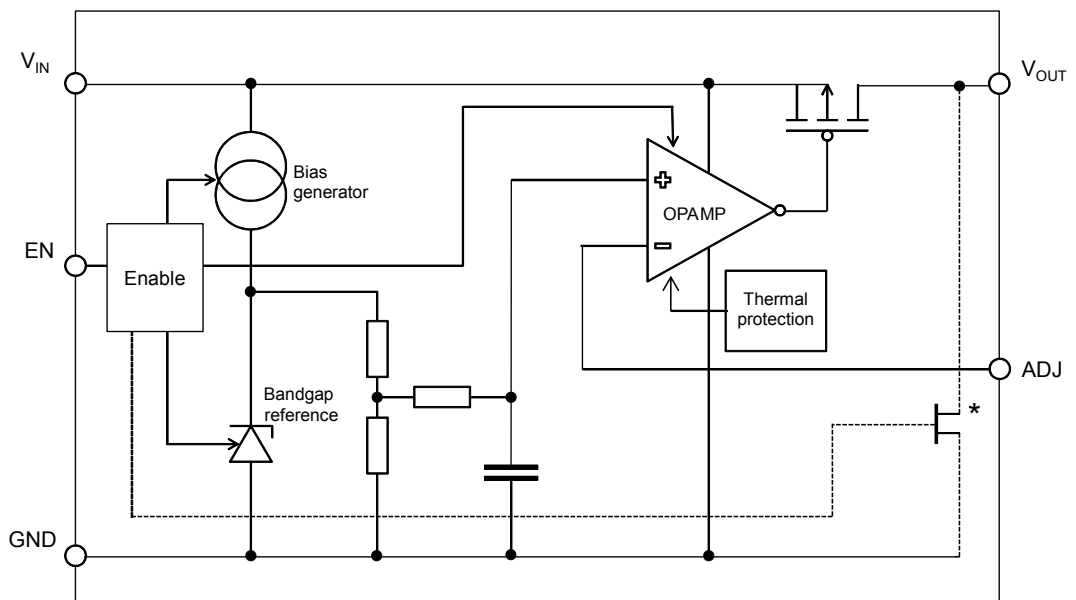 V_IN
V_OUT
Bias
generator
OPAMP
EN
Enable
Thermal
protection
ADJ
Bandgap
reference
*
GND